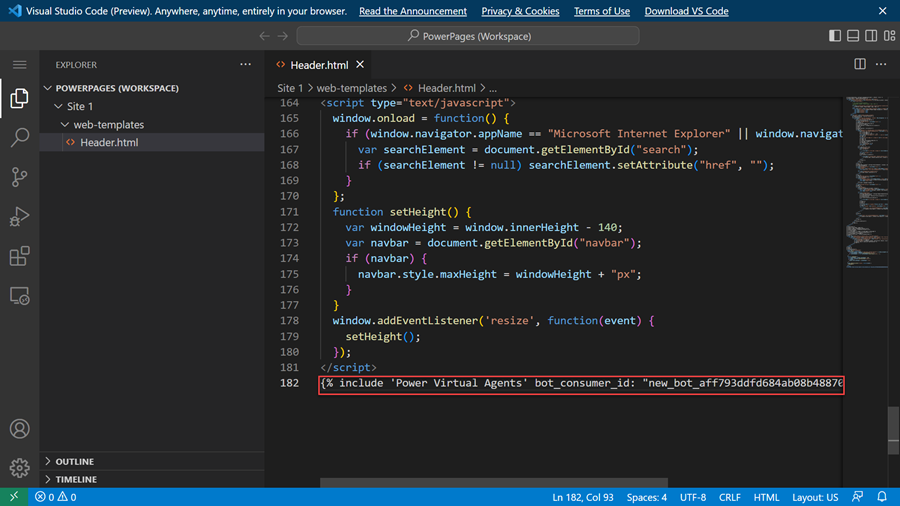 Visual Studio Code (Preview). Anywhere, anytime, entirely in your browser. Read the Announcement Privacy & Cookies Terms of Use Download VS Code
PowerPages (Workspace)
EXPLORER
POWERPAGES (WORKSPACE)
Site 1
web-templates
<> Header.html
<> Header.html
Site 1 > web-templates > <> Header.html > ...
164 <script type="text/javascript">
165 window.onload = function() {
166 if (window.navigator.appName == "Microsoft Internet Explorer" || window.navigat
167 var searchElement = document.getElementById("search");
168 if (searchElement != null) searchElement.setAttribute("href", "");
169 }
170 };
171 function setHeight() {
172 var windowHeight = window.innerHeight - 140;
173 var navbar = document.getElementById("navbar");
174 if (navbar) {
175 navbar.style.maxHeight = windowHeight + "px";
176 }
177 }
178 window.addEventListener('resize', function(event) {
179 setHeight();
180 });
181 </script>
182 {% include 'Power Virtual Agents' bot_consumer_id: "new_bot_aff793ddfd684ab08b48870
OUTLINE
TIMELINE
0 0 Ln 182, Col 93 Spaces: 4 UTF-8 CRLF HTML Layout: US